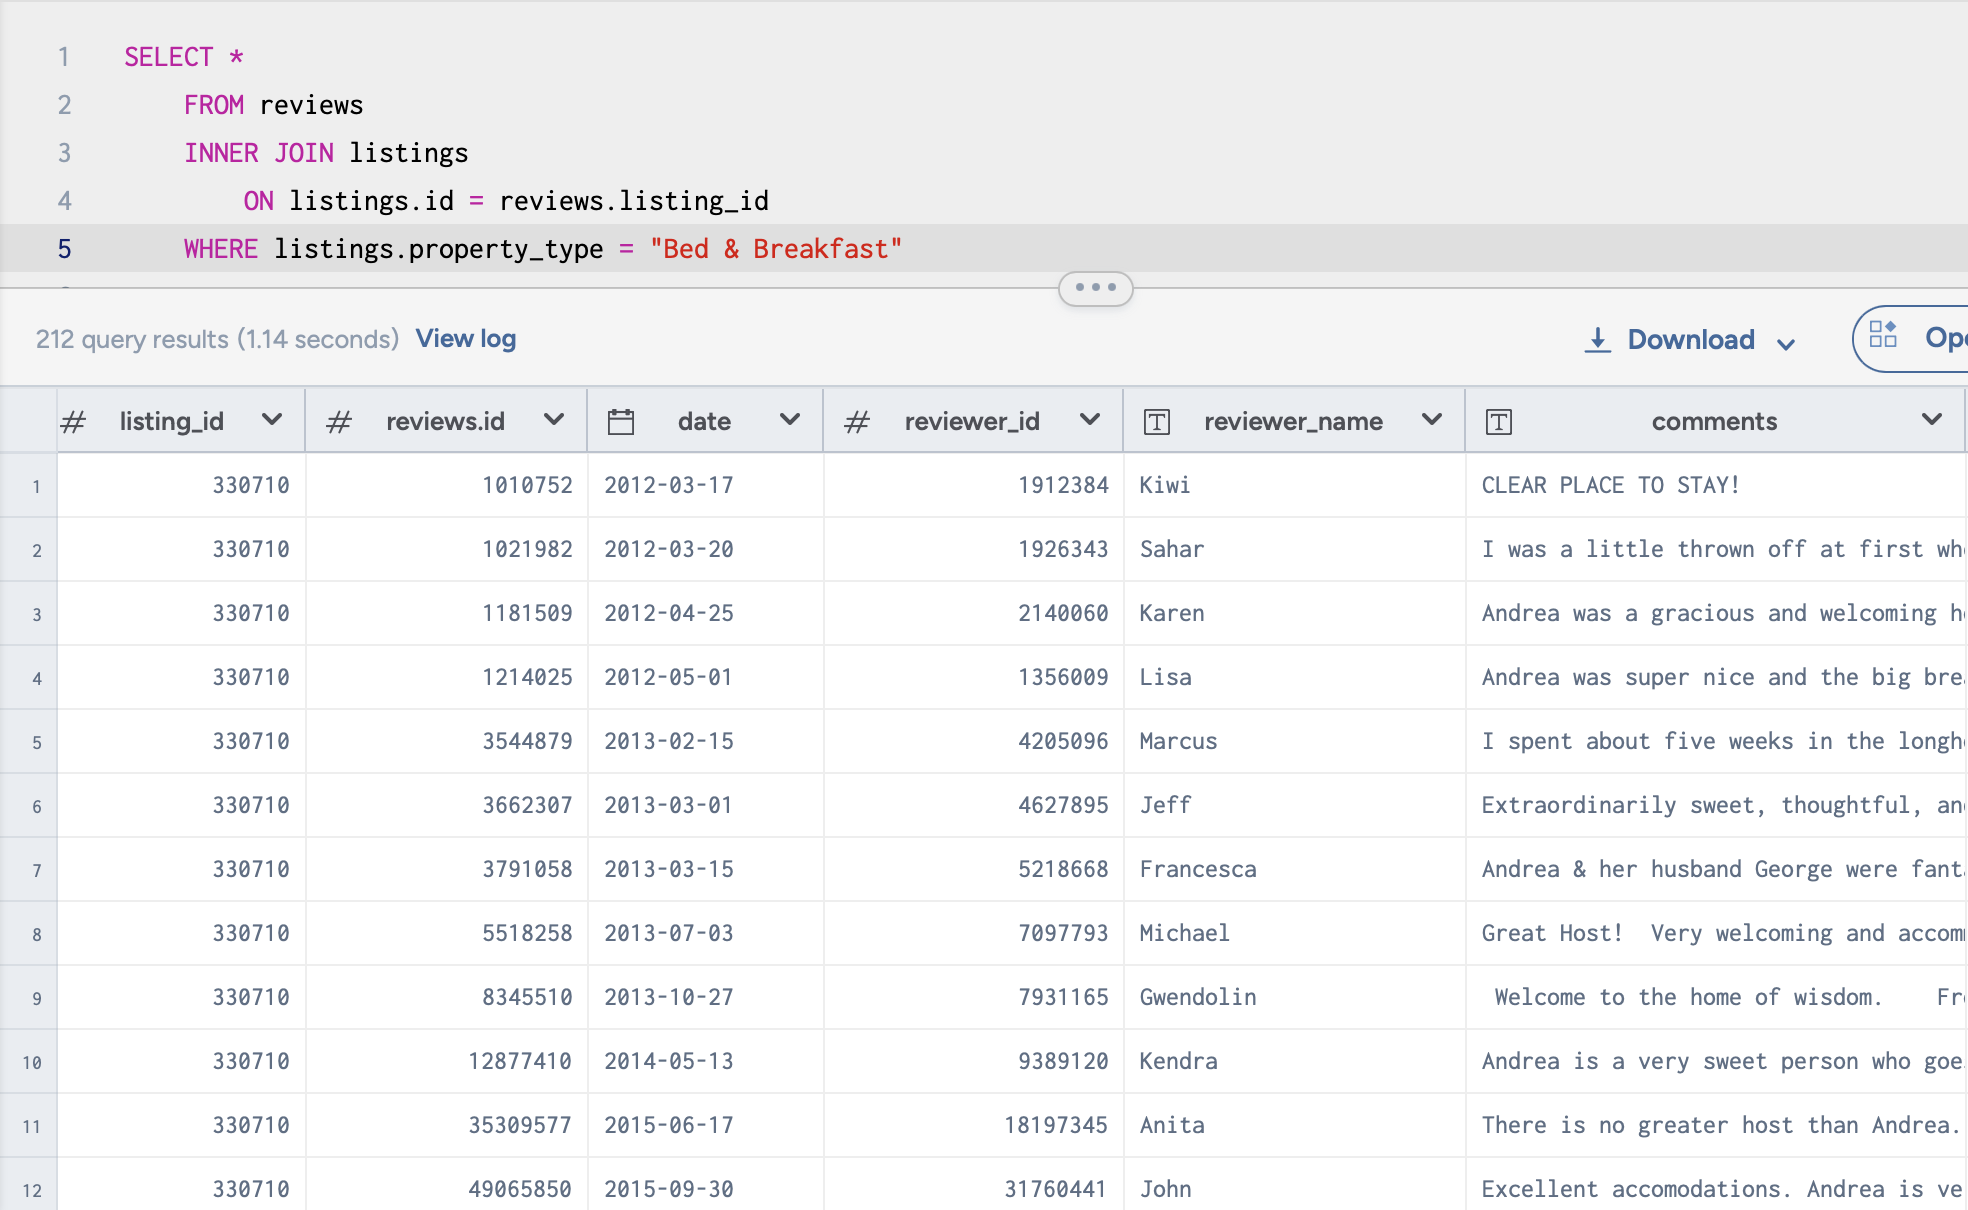 1 SELECT *
2 FROM reviews
3 INNER JOIN listings
4 ON listings.id = reviews.listing_id
5 WHERE listings.property_type = "Bed & Breakfast"
212 query results (1.14 seconds) View log Download
# listing_id # reviews.id date # reviewer_id T reviewer_name T comments
1 330710 1010752 2012-03-17 1912384 Kiwi CLEAR PLACE TO STAY!
2 330710 1021982 2012-03-20 1926343 Sahar I was a little thrown off at first
3 330710 1181509 2012-04-25 2140060 Karen Andrea was a gracious and welcoming
4 330710 1214025 2012-05-01 1356009 Lisa Andrea was super nice and the big
5 330710 3544879 2013-02-15 4205096 Marcus I spent about five weeks in the
6 330710 3662307 2013-03-01 4627895 Jeff Extraordinarily sweet, thoughtful,
7 330710 3791058 2013-03-15 5218668 Francesca Andrea & her husband George were
8 330710 5518258 2013-07-03 7097793 Michael Great Host! Very welcoming and
9 330710 8345510 2013-10-27 7931165 Gwendolin Welcome to the home of wisdom.
10 330710 12877410 2014-05-13 9389120 Kendra Andrea is a very sweet person who
11 330710 35309577 2015-06-17 18197345 Anita There is no greater host than Andrea.
12 330710 49065850 2015-09-30 31760441 John Excellent accomodations. Andrea is